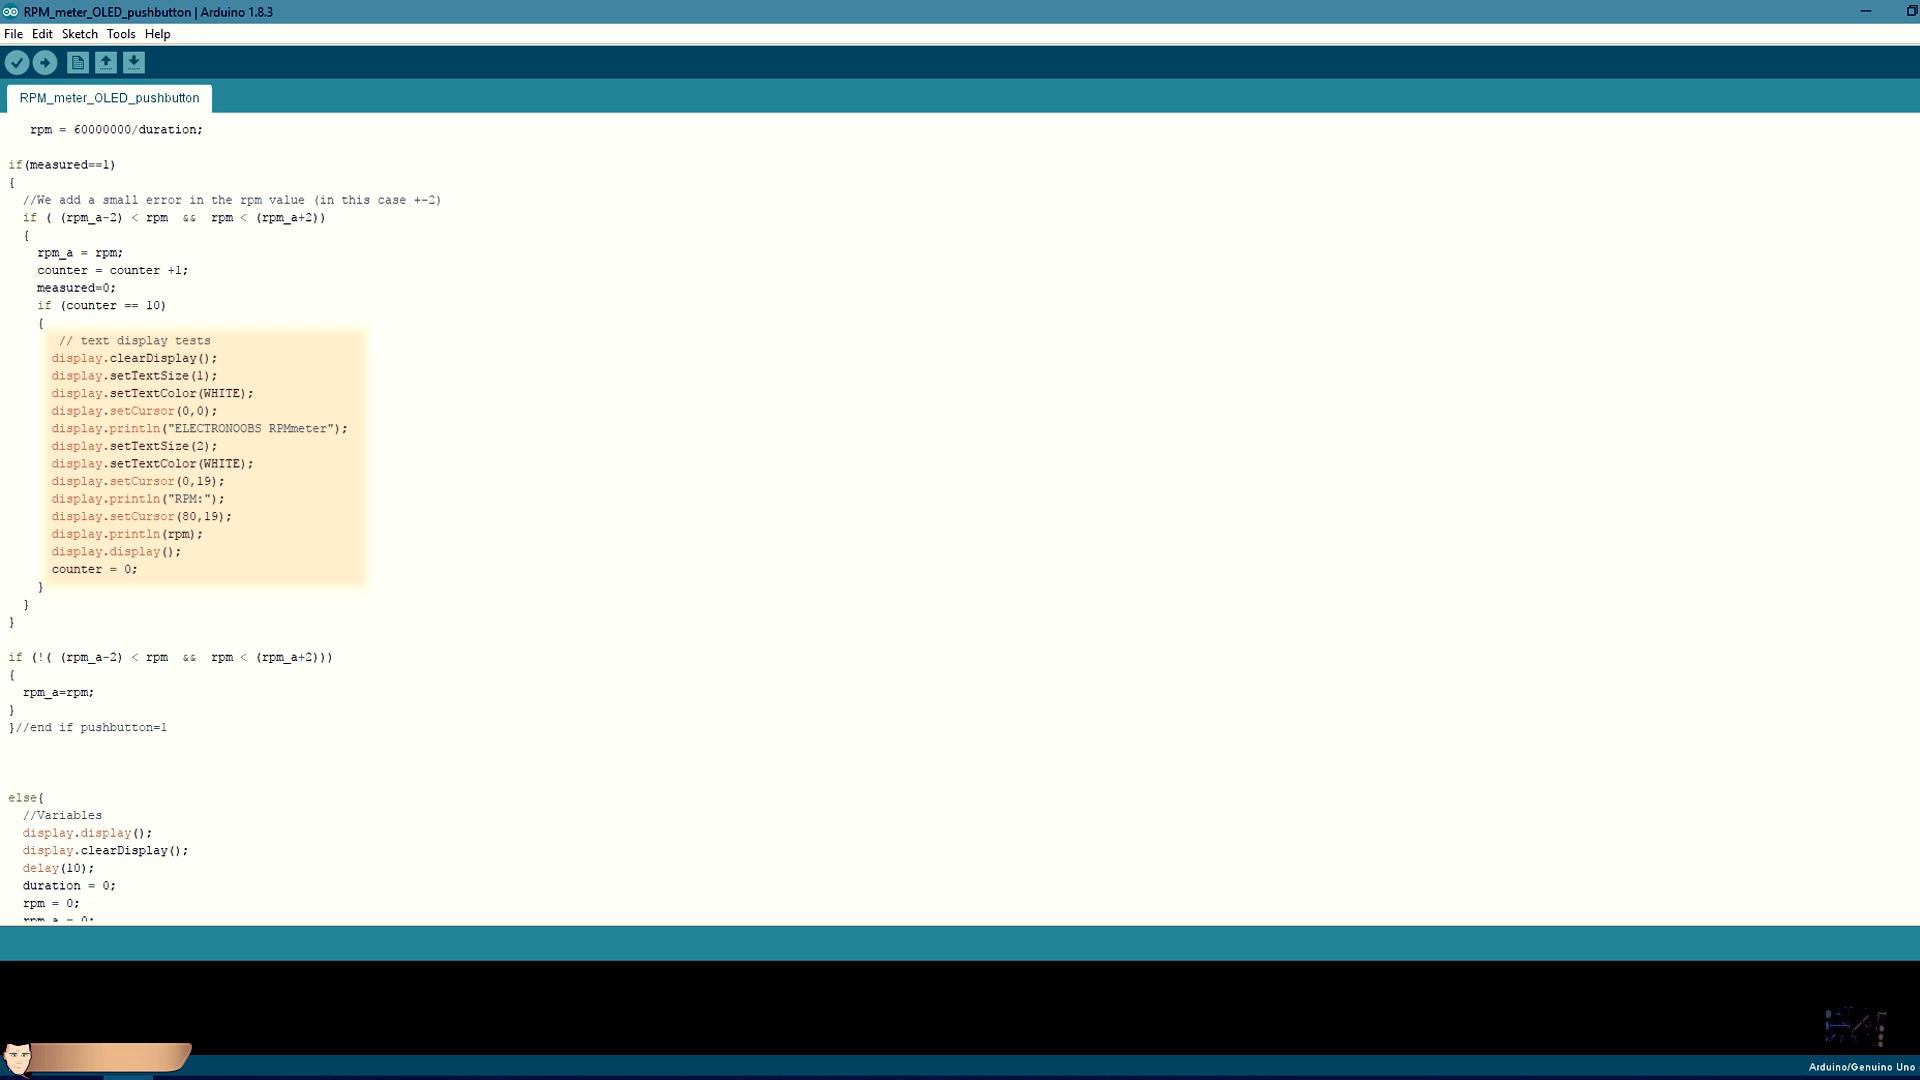 RPM_meter_OLED_pushbutton | Arduino 1.8.3
File Edit Sketch Tools Help
RPM_meter_OLED_pushbutton
rpm = 60000000/duration;
if(measured==1)
{
//We add a small error in the rpm value (in this case +-2)
if ( (rpm_a-2) < rpm  &&  rpm < (rpm_a+2))
{
rpm_a = rpm;
counter = counter +1;
measured=0;
if (counter == 10)
{
// text display tests
display.clearDisplay();
display.setTextSize(1);
display.setTextColor(WHITE);
display.setCursor(0,0);
display.println("ELECTRONOOBS RPMmeter");
display.setTextSize(2);
display.setTextColor(WHITE);
display.setCursor(0,19);
display.println("RPM:");
display.setCursor(80,19);
display.println(rpm);
display.display();
counter = 0;
}
}
}
if (!( (rpm_a-2) < rpm  &&  rpm < (rpm_a+2)))
{
rpm_a=rpm;
}
}//end if pushbutton=1
else{
//Variables
display.display();
display.clearDisplay();
delay(10);
duration = 0;
rpm = 0;
rpm_a = 0;
Arduino/Genuino Uno